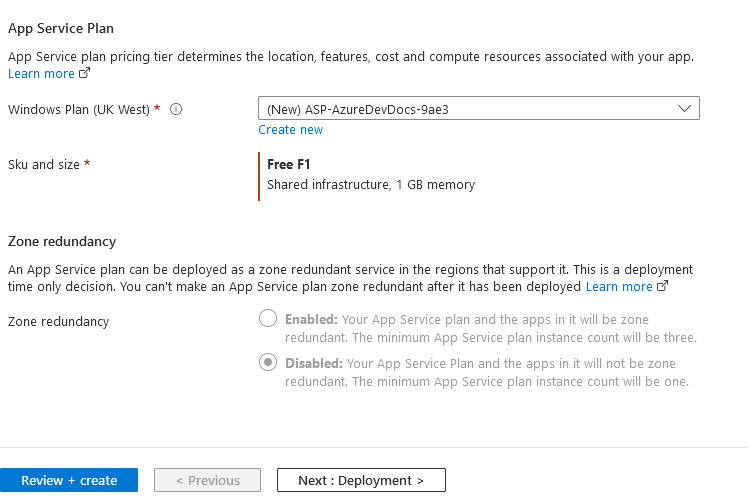 App Service Plan
App Service plan pricing tier determines the location, features, cost and compute resources associated with your app.
Learn more
Windows Plan (UK West) *
(New) ASP-AzureDevDocs-9ae3
Create new
Sku and size *
Free F1
Shared infrastructure, 1 GB memory
Zone redundancy
An App Service plan can be deployed as a zone redundant service in the regions that support it. This is a deployment
time only decision. You can't make an App Service plan zone redundant after it has been deployed Learn more
Zone redundancy
Enabled: Your App Service plan and the apps in it will be zone
redundant. The minimum App Service plan instance count will be three.
Disabled: Your App Service Plan and the apps in it will not be zone
redundant. The minimum App Service plan instance count will be one.
Review + create
< Previous
Next : Deployment >